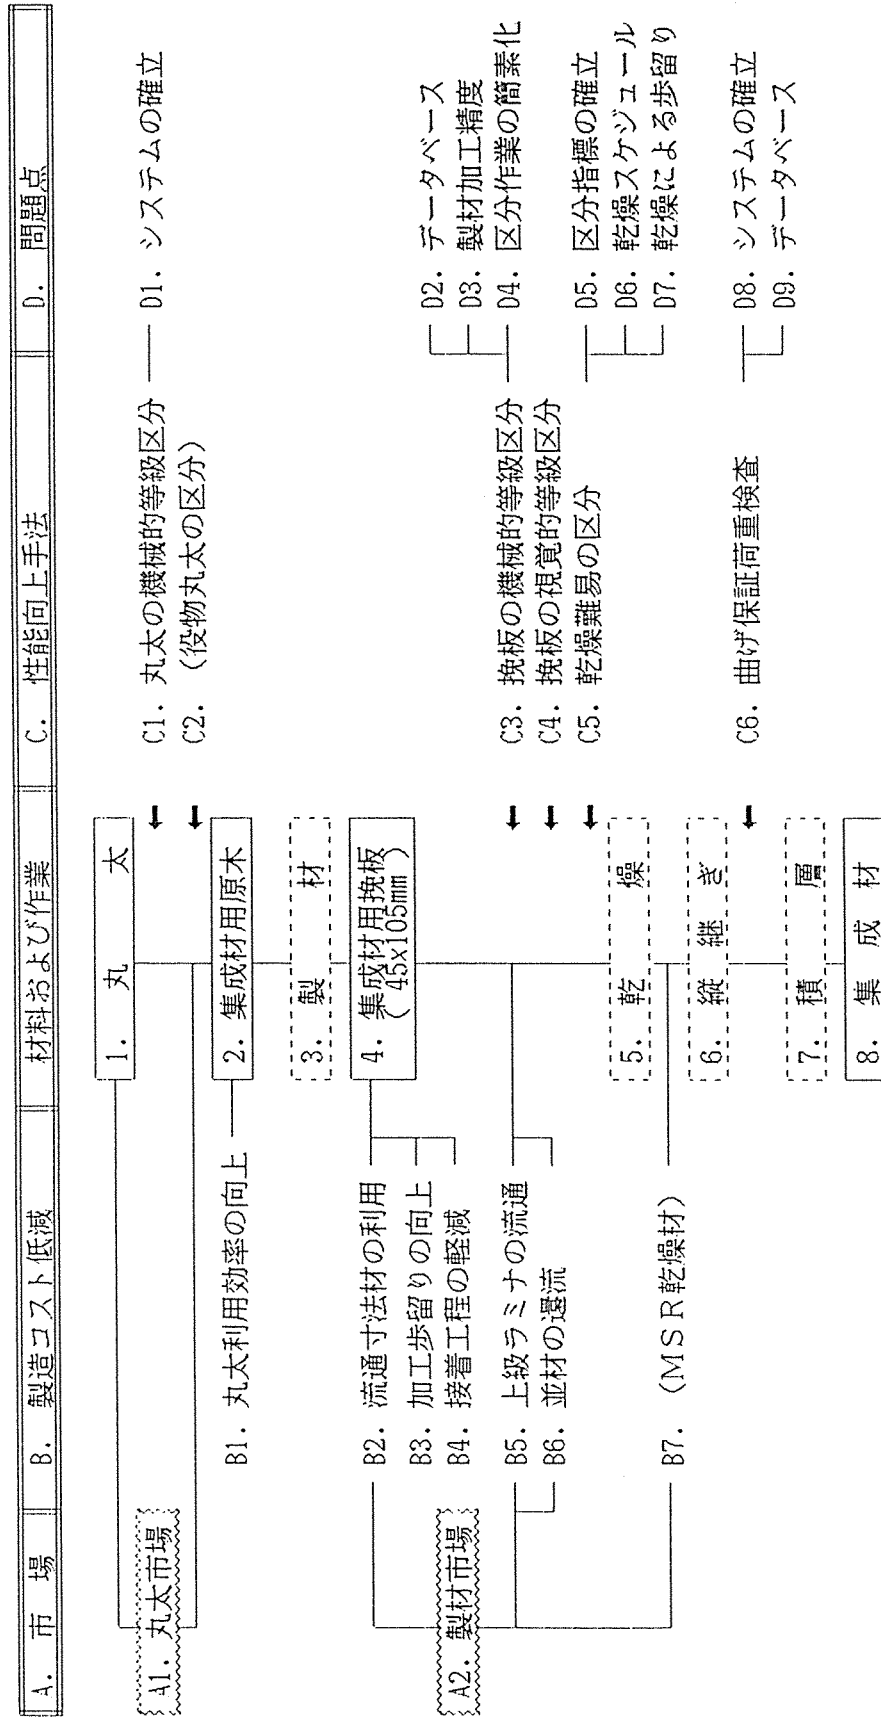 A. 市 場
B. 製造コスト低減
材料および作業
C. 性能向上手法
D. 問題点
A1. 丸太市場
A2. 製材市場
B1. 丸太利用効率の向上
B2. 流通寸法材の利用
B3. 加工歩留りの向上
B4. 接着工程の軽減
B5. 上級ラミナの流通
B6. 並材の還流
B7. (MSR乾燥材)
1. 丸 太
2. 集成材用原木
3. 製 材
4. 集成材用挽板
( 45x105mm )
5. 乾 燥
6. 縦 継 ぎ
7. 積 層
8. 集 成 材
C1. 丸太の機械的等級区分
C2. (役物丸太の区分)
C3. 挽板の機械的等級区分
C4. 挽板の視覚的等級区分
C5. 乾燥難易の区分
C6. 曲げ保証荷重検査
D1. システムの確立
D2. データベース
D3. 製材加工精度
D4. 区分作業の簡素化
D5. 区分指標の確立
D6. 乾燥スケジュール
D7. 乾燥による歩留り
D8. システムの確立
D9. データベース